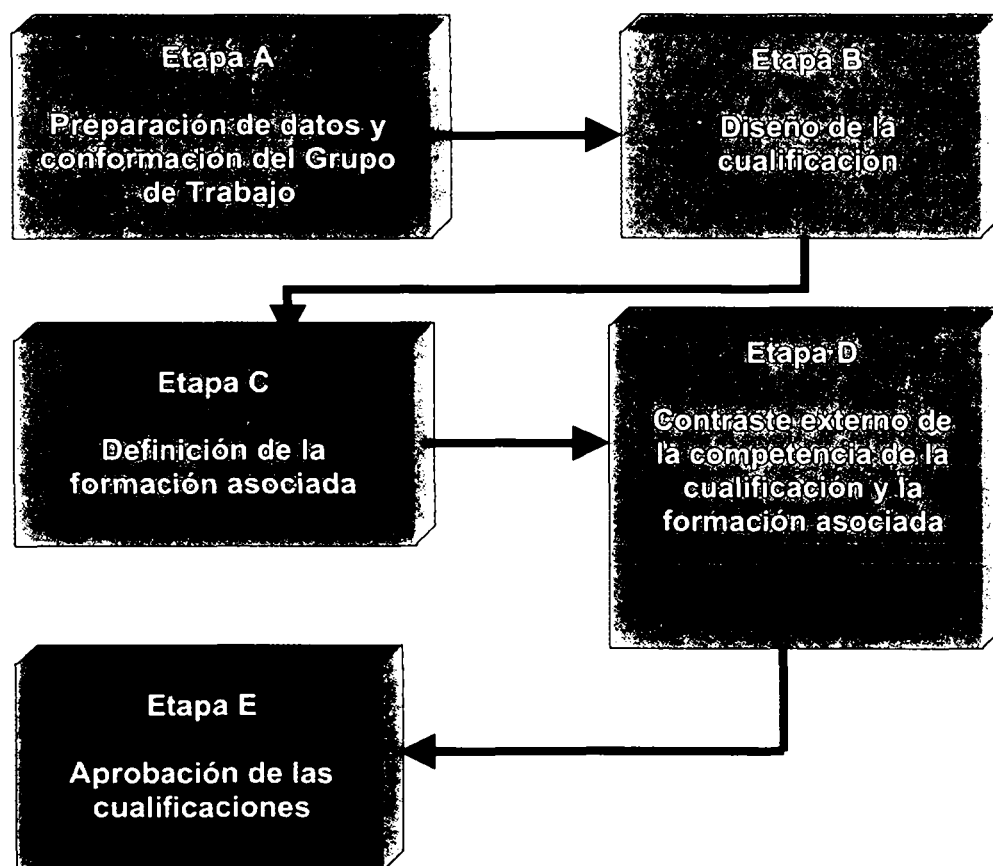 Etapa A
Preparación de datos y
conformación del Grupo
de Trabajo
Etapa B
Diseño de la
cualificación
Etapa C
Definición de la
formación asociada
Etapa D
Contraste externo de
la competencia de la
cualificación y la
formación asociada
Etapa E
Aprobación de las
cualificaciones